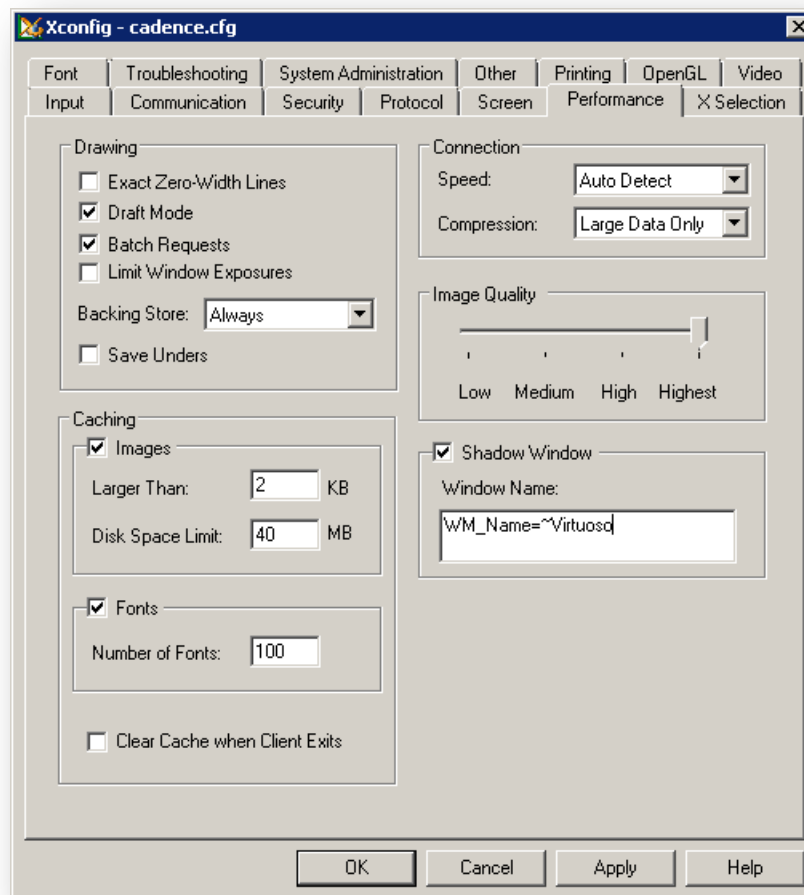 Xconfig - cadence.cfg
Font Troubleshooting System Administration Other Printing OpenGL Video
Input Communication Security Protocol Screen Performance X Selection
Drawing
Exact Zero-Width Lines
Draft Mode
Batch Requests
Limit Window Exposures
Backing Store: Always
Save Unders
Caching
Images
Larger Than: 2 KB
Disk Space Limit: 40 MB
Fonts
Number of Fonts: 100
Clear Cache when Client Exits
Connection
Speed: Auto Detect
Compression: Large Data Only
Image Quality
Low Medium High Highest
Shadow Window
Window Name:
WM_Name=~Virtuoso
OK Cancel Apply Help